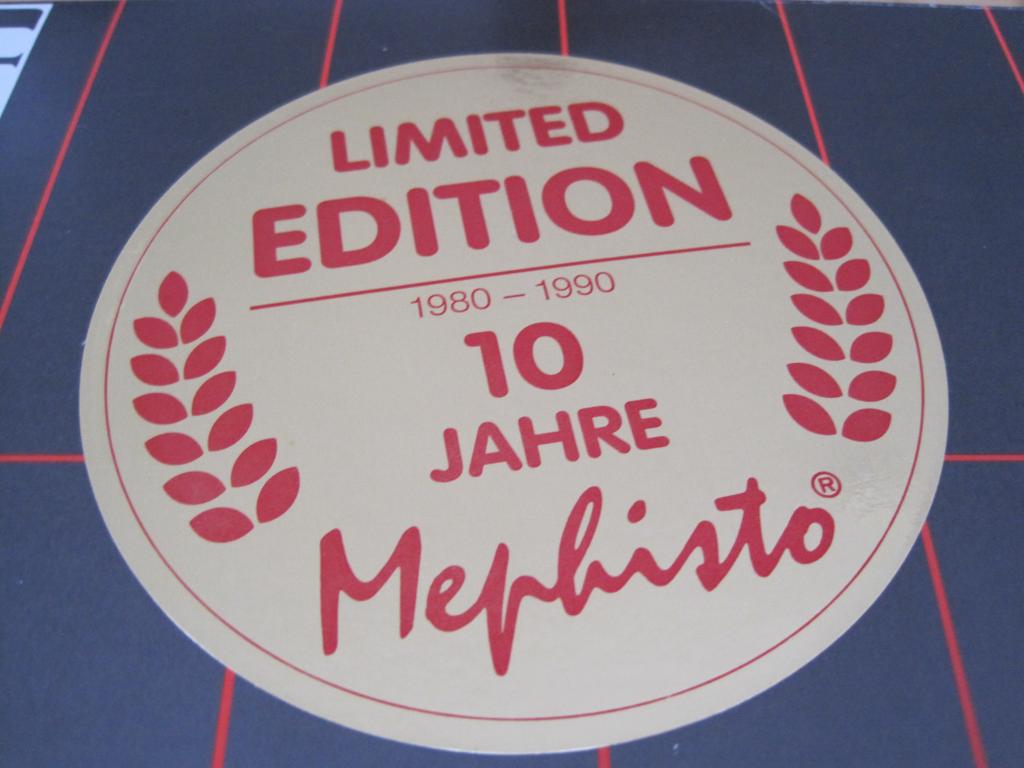 LIMITED
EDITION
1980 – 1990
10
JAHRE
Mephisto®